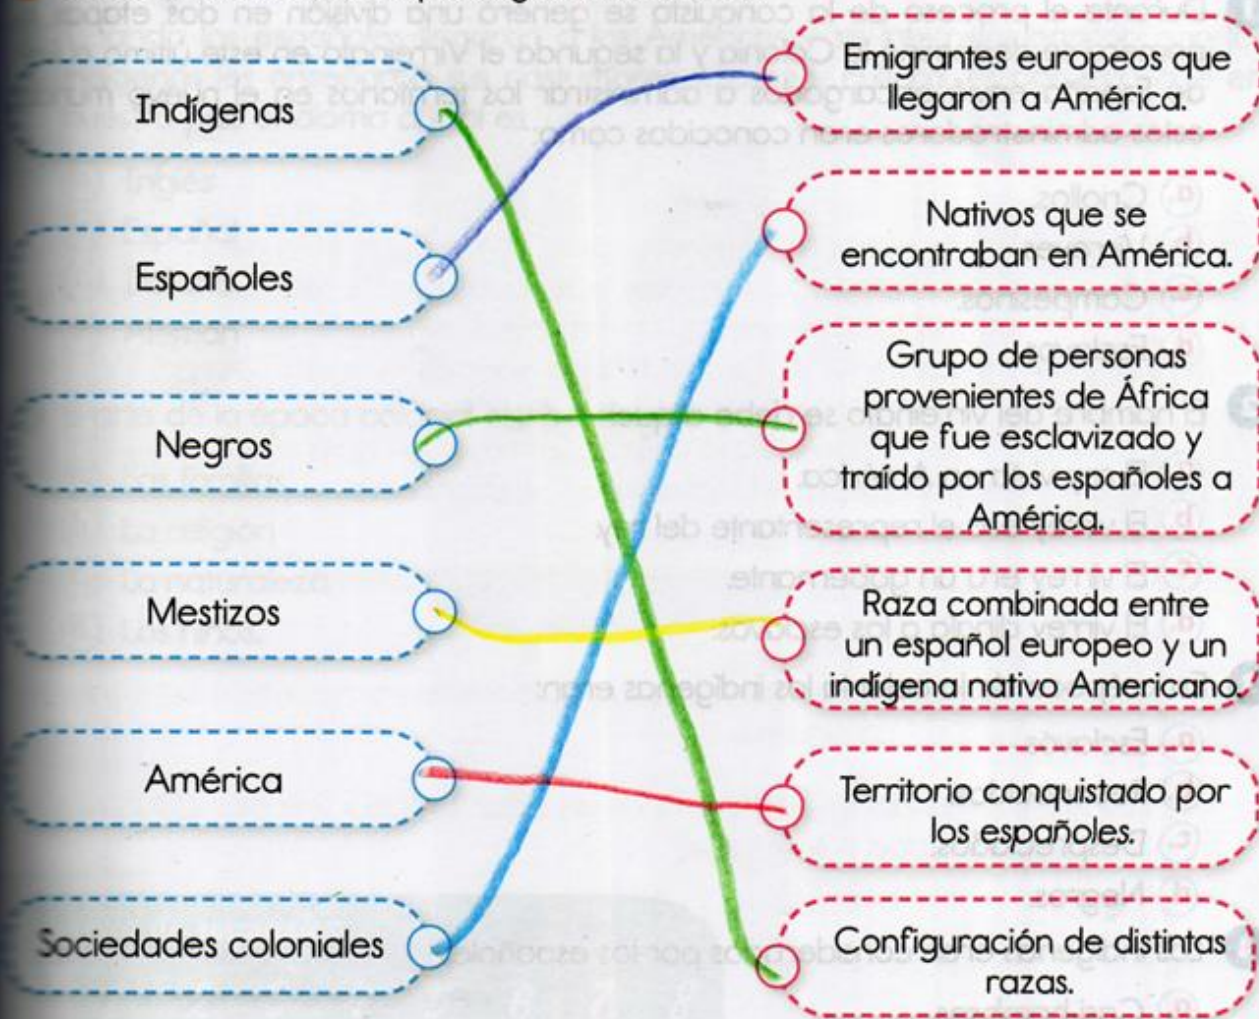 Indígenas
Españoles
Negros
Mestizos
América
Sociedades coloniales
Emigrantes europeos que
llegaron a América.
Nativos que se
encontraban en América.
Grupo de personas
provenientes de África
que fue esclavizado y
traído por los españoles a
América.
Raza combinada entre
un español europeo y un
indígena nativo Americano.
Territorio conquistado por
los españoles.
Configuración de distintas
razas.